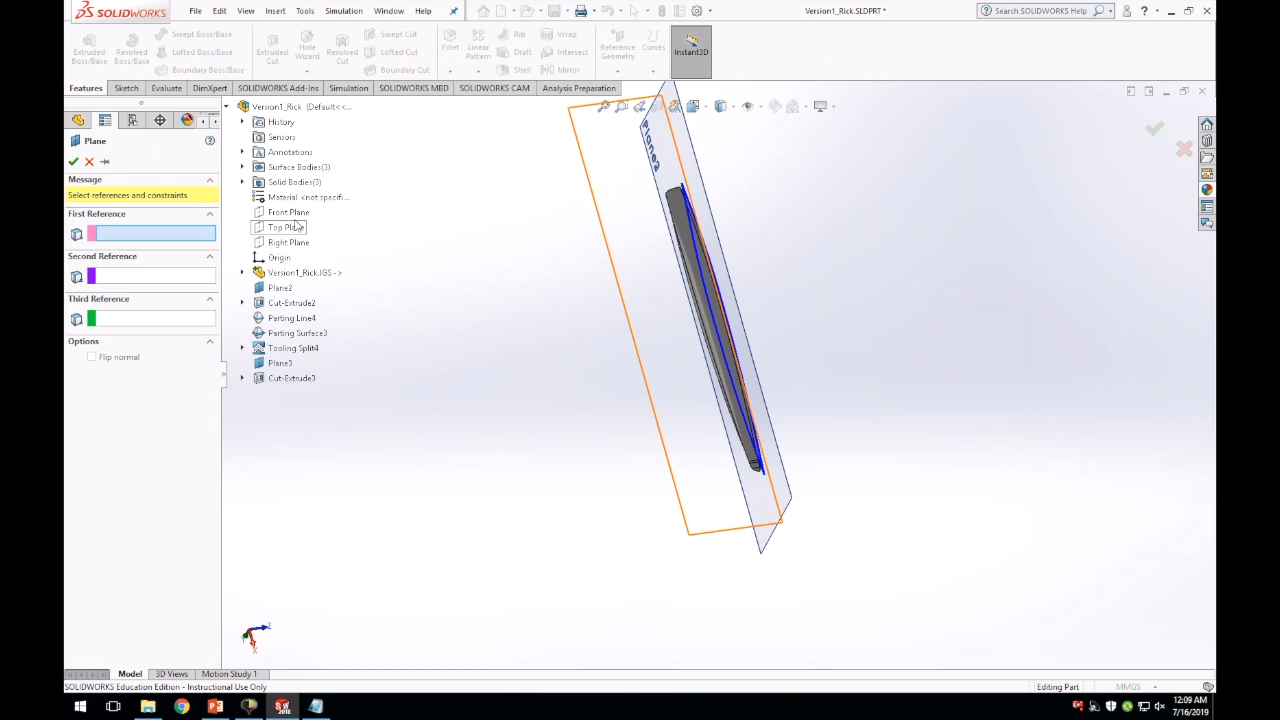 SOLIDWORKS File Edit View Insert Tools Simulation Window Help Version1_Rick.SLDPRT * Search SOLIDWORKS Help
Extruded Boss/Base Revolved Boss/Base Swept Boss/Base Lofted Boss/Base Boundary Boss/Base Extruded Cut Hole Wizard Revolved Cut Swept Cut Lofted Cut Boundary Cut Fillet Linear Pattern Rib Draft Shell Wrap Intersect Mirror Reference Geometry Curves Instant3D
Features Sketch Evaluate DimXpert SOLIDWORKS Add-Ins Simulation SOLIDWORKS MBD SOLIDWORKS CAM Analysis Preparation
Plane
Message
Select references and constraints
First Reference
Second Reference
Third Reference
Options
Flip normal
Version1_Rick (Default<<...
History
Sensors
Annotations
Surface Bodies(3)
Solid Bodies(3)
Material <not specifi...
Front Plane
Top Plane
Right Plane
Origin
Version1_Rick.IGS ->
Plane2
Cut-Extrude2
Parting Line4
Parting Surface3
Tooling Split4
Plane3
Cut-Extrude3
Plane2
Z
X
Model 3D Views Motion Study 1
SOLIDWORKS Education Edition - Instructional Use Only Editing Part MMGS
12:09 AM
7/16/2019